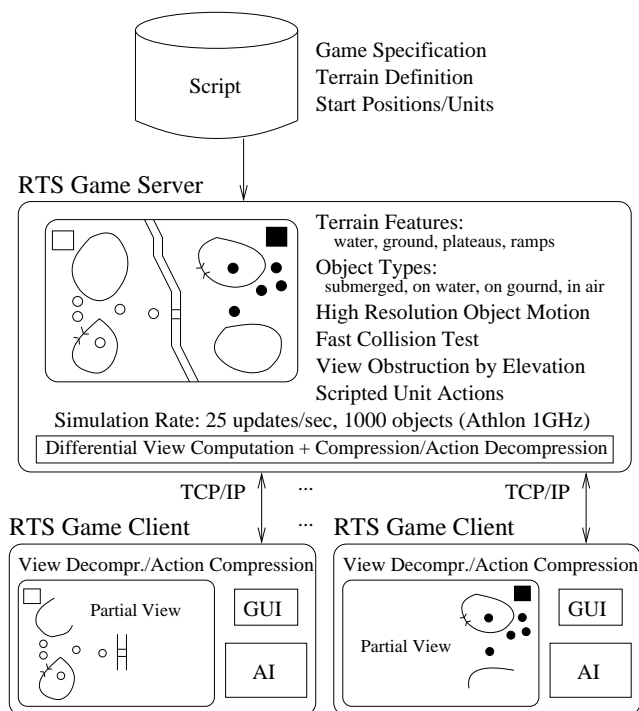 Script
Game Specification
Terrain Definition
Start Positions/Units
RTS Game Server
Terrain Features:
water, ground, plateaus, ramps
Object Types:
submerged, on water, on gournd, in air
High Resolution Object Motion
Fast Collision Test
View Obstruction by Elevation
Scripted Unit Actions
Simulation Rate: 25 updates/sec, 1000 objects (Athlon 1GHz)
Differential View Computation + Compression/Action Decompression
TCP/IP
...
TCP/IP
RTS Game Client
...
RTS Game Client
View Decompr./Action Compression
Partial View
GUI
AI
View Decompr./Action Compression
Partial View
GUI
AI